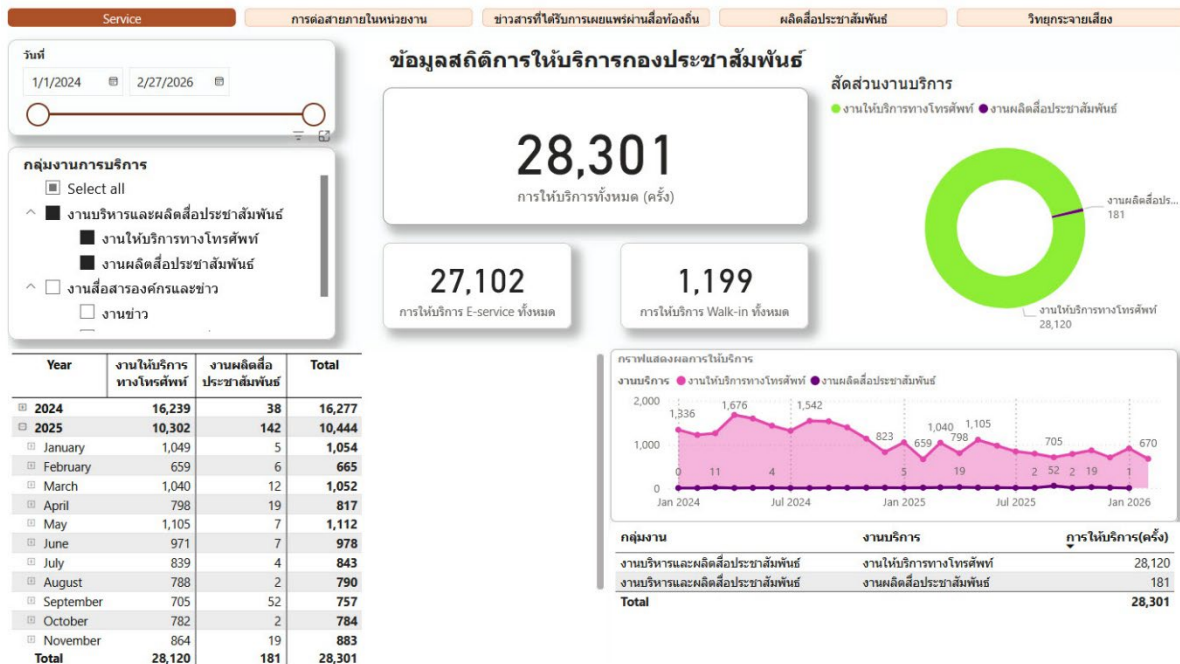 Service
การต่อสายภายในหน่วยงาน
ข่าวสารที่ได้รับการเผยแพร่ผ่านสื่อท้องถิ่น
ผลิตสื่อประชาสัมพันธ์
วิทยุกระจายเสียง
วันที่
1/1/2024 2/27/2026
กลุ่มงานการบริการ
Select all
งานบริหารและผลิตสื่อประชาสัมพันธ์
งานให้บริการทางโทรศัพท์
งานผลิตสื่อประชาสัมพันธ์
งานสื่อสารองค์กรและข่าว
งานข่าว
ข้อมูลสถิติการให้บริการกองประชาสัมพันธ์
28,301
การให้บริการทั้งหมด (ครั้ง)
27,102
การให้บริการ E-service ทั้งหมด
1,199
การให้บริการ Walk-in ทั้งหมด
สัดส่วนงานบริการ
งานให้บริการทางโทรศัพท์ งานผลิตสื่อประชาสัมพันธ์
งานผลิตสื่อปร...
181
งานให้บริการทางโทรศัพท์
28,120
Year งานให้บริการทางโทรศัพท์ งานผลิตสื่อประชาสัมพันธ์ Total
2024 16,239 38 16,277
2025 10,302 142 10,444
January 1,049 5 1,054
February 659 6 665
March 1,040 12 1,052
April 798 19 817
May 1,105 7 1,112
June 971 7 978
July 839 4 843
August 788 2 790
September 705 52 757
October 782 2 784
November 864 19 883
Total 28,120 181 28,301
กราฟแสดงผลการให้บริการ
งานบริการ งานให้บริการทางโทรศัพท์ งานผลิตสื่อประชาสัมพันธ์
2,000
1,000
0
1,336 1,676 1,542 823 659 1,040 798 1,105 705 670
0 11 4 5 19 2 52 2 19 1
Jan 2024 Jul 2024 Jan 2025 Jul 2025 Jan 2026
กลุ่มงาน งานบริการ การให้บริการ(ครั้ง)
งานบริหารและผลิตสื่อประชาสัมพันธ์ งานให้บริการทางโทรศัพท์ 28,120
งานบริหารและผลิตสื่อประชาสัมพันธ์ งานผลิตสื่อประชาสัมพันธ์ 181
Total 28,301